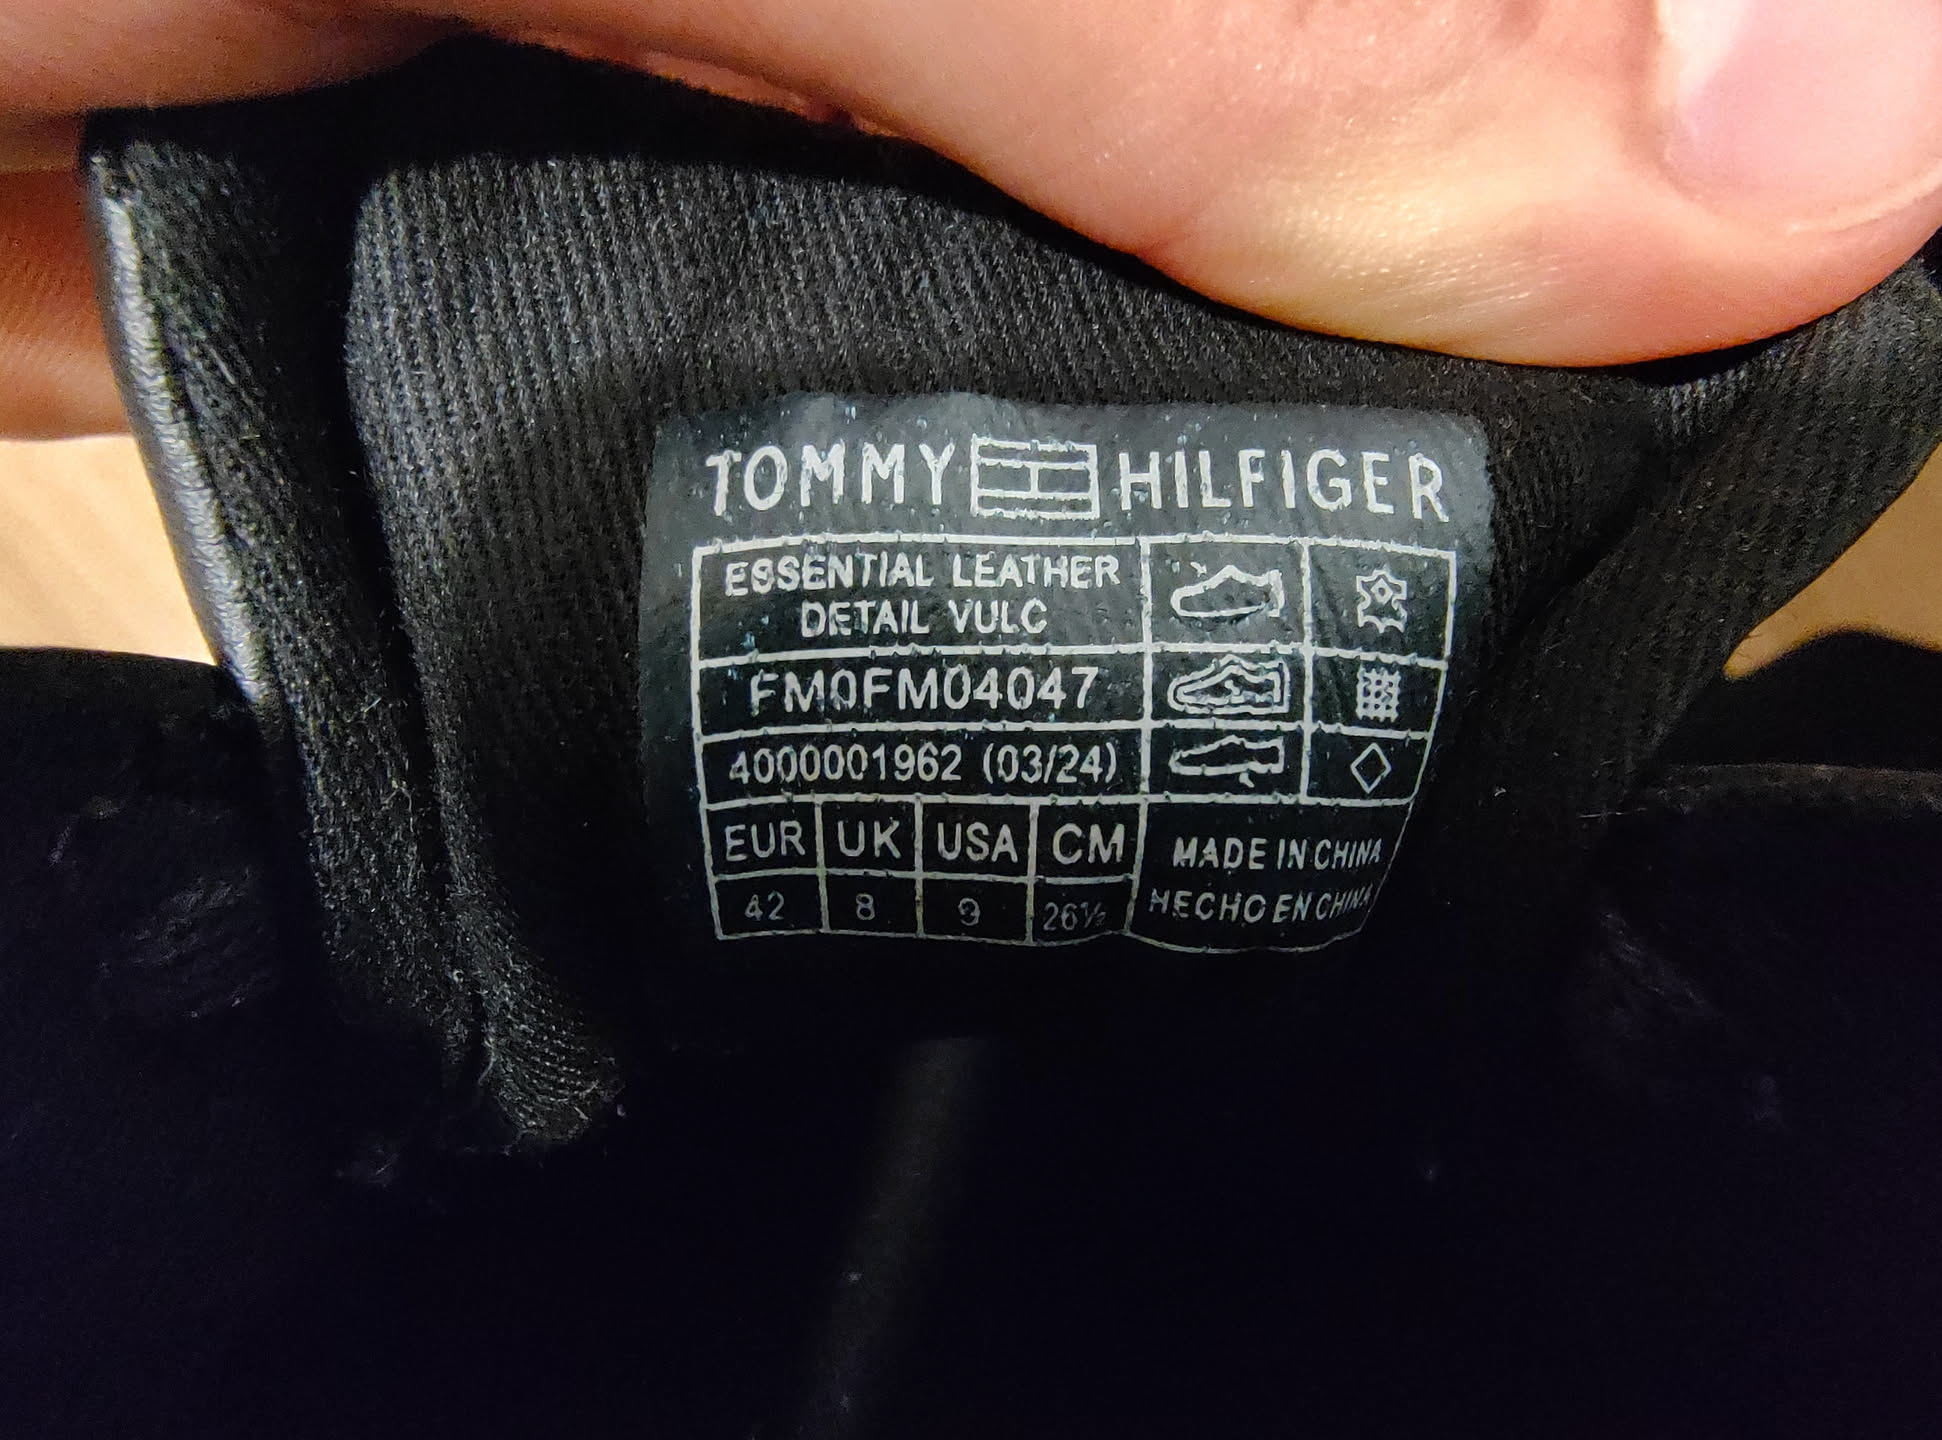 TOMMY HILFIGER
ESSENTIAL LEATHER
DETAIL VULC
FM0FM04047
4000001962 (03/24)
EUR UK USA CM
42 8 9 26½
MADE IN CHINA
HECHO EN CHINA